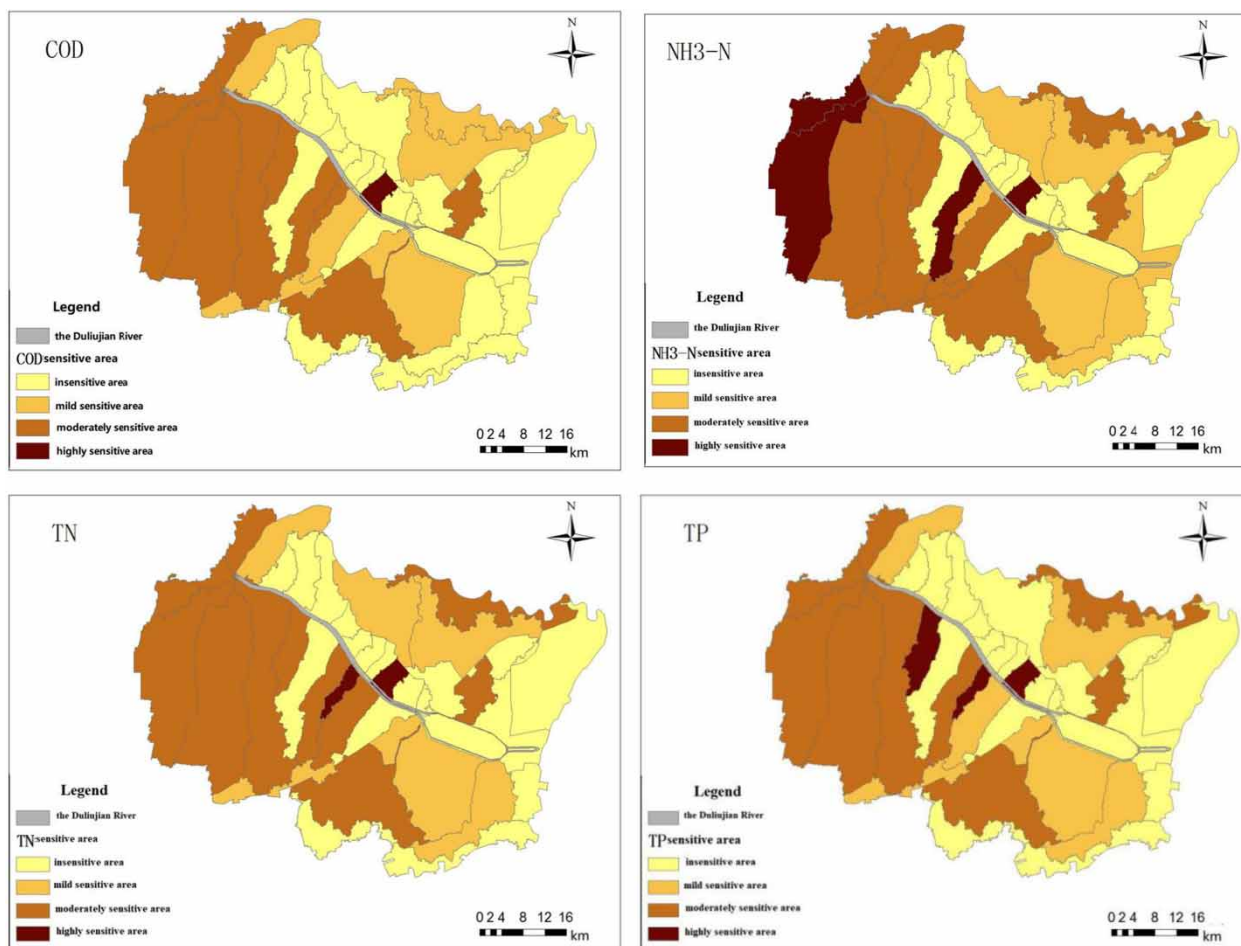 COD
N
Legend
the Duliujian River
CODsensitive area
insensitive area
mild sensitive area
moderately sensitive area
highly sensitive area
0 2 4 8 12 16
km
NH3-N
N
Legend
the Duliujian River
NH3-Nsensitive area
insensitive area
mild sensitive area
moderately sensitive area
highly sensitive area
0 2 4 8 12 16
km
TN
N
Legend
the Duliujian River
TNsensitive area
insensitive area
mild sensitive area
moderately sensitive area
highly sensitive area
0 2 4 8 12 16
km
TP
N
Legend
the Duliujian River
TPsensitive area
insensitive area
mild sensitive area
moderately sensitive area
highly sensitive area
0 2 4 8 12 16
km